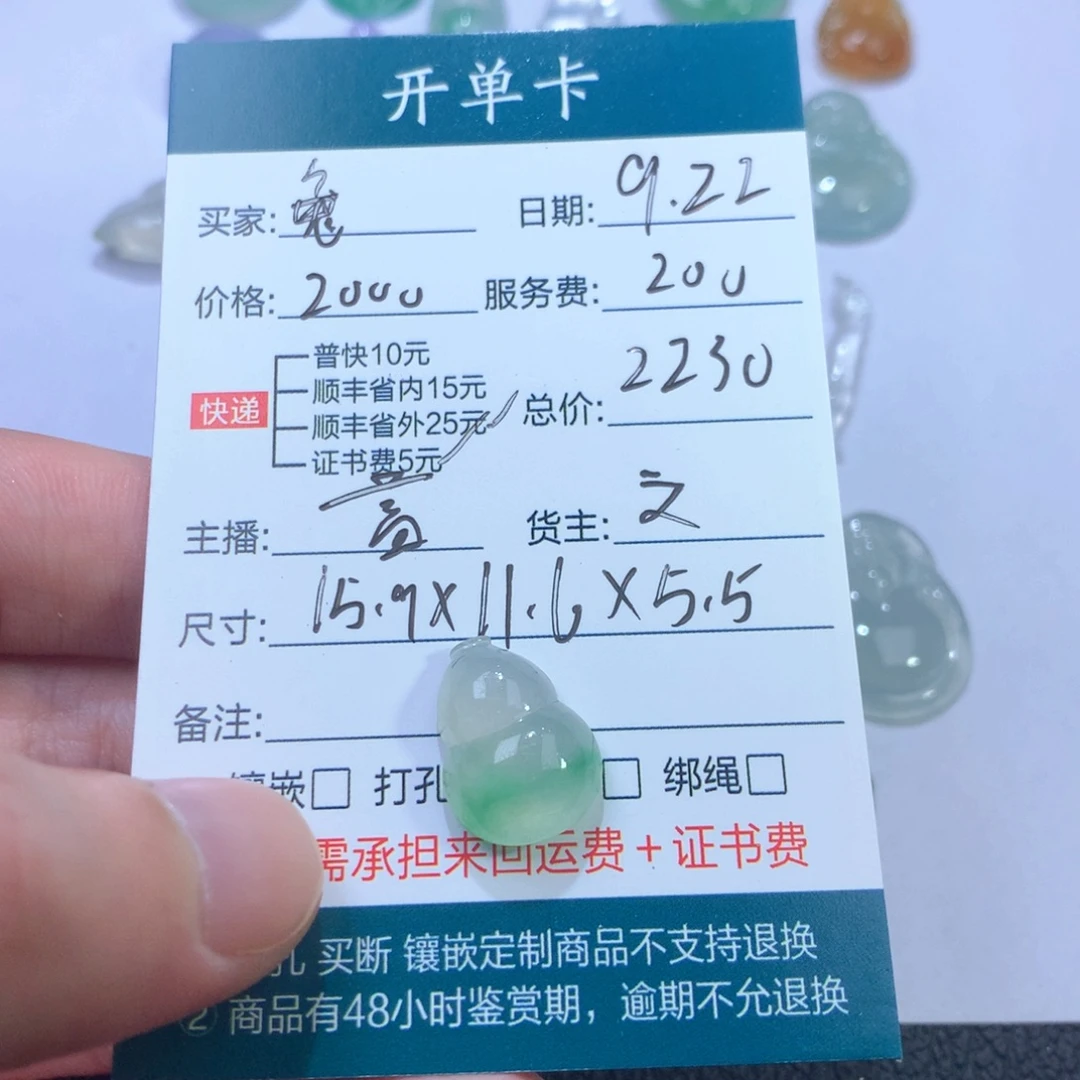 开单卡
买家: 日期: 9.22
价格: 2000 服务费: 200
普快10元
顺丰省内15元
快递 顺丰省外25元 总价: 2230
证书费5元
主播: 货主: 文
尺寸: 15.9X11.6X5.5
备注:
镶嵌□ 打孔 □ 绑绳□
需承担来回运费+证书费
孔 买断 镶嵌定制商品不支持退换
② 商品有48小时鉴赏期，逾期不允退换